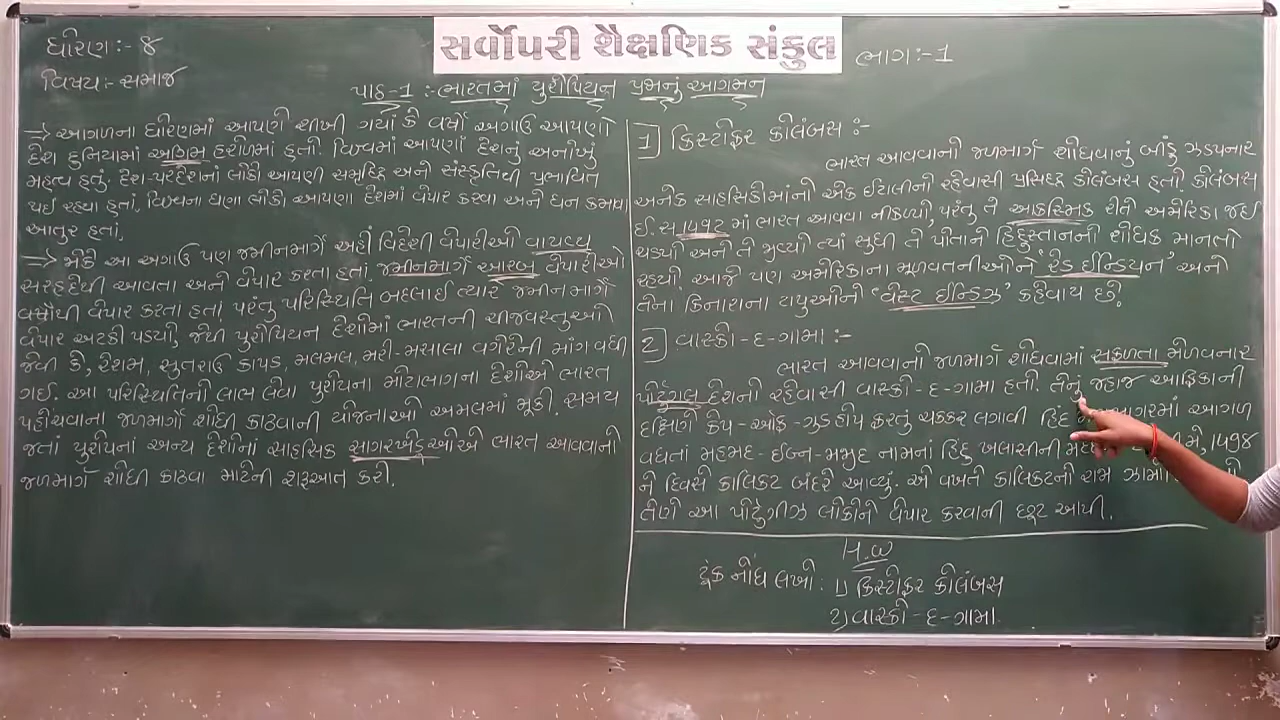 સર્વોપરી શૈક્ષણિક સંકુલ
ધોરણ:- ૪
ભાગ:-1
વિષય:- સમાજ
પાઠ-1 :- ભારતમાં યુરોપિયન પ્રજાનું આગમન
=> આગળના ધોરણમાં આપણે શીખી ગયાં કે વર્ષો અગાઉ આપણો
દેશ દુનિયામાં અગ્રિમ હરોળમાં હતો. વિશ્વમાં આપણાં દેશનું અનોખું
મહત્વ હતું. દેશ-પરદેશનાં લોકો આપણી સમૃદ્ધિ અને સંસ્કૃતિથી પ્રભાવિત
થઈ રહ્યા હતાં. વિશ્વના ઘણા લોકો આપણા દેશમાં વેપાર કરવા અને ધન કમાવા
આતુર હતાં.
=> જોકે આ અગાઉ પણ જમીનમાર્ગે અહીં વિદેશી વેપારીઓ વાયવ્ય
સરહદેથી આવતા અને વેપાર કરતા હતાં. જમીનમાર્ગે આરબ વેપારીઓ
વર્ષોથી વેપાર કરતાં હતાં. પરંતુ પરિસ્થિતિ બદલાઈ ત્યારે જમીન માર્ગે
વેપાર અટકી પડ્યો, જેથી યુરોપિયન દેશોમાં ભારતની ચીજવસ્તુઓ
જેવી કે, રેશમ, સુતરાઉ કાપડ, મલમલ, મરી-મસાલા વગેરેની માંગ વધી
ગઈ. આ પરિસ્થિતિનો લાભ લેવા યુરોપના મોટાભાગના દેશોએ ભારત
પહોંચવાના જળમાર્ગો શોધી કાઢવાની યોજનાઓ અમલમાં મૂકી. સમય
જતાં યુરોપનાં અન્ય દેશોનાં સાહસિક સાગરખેડુઓએ ભારત આવવાનો
જળમાર્ગ શોધી કાઢવા માટેની શરૂઆત કરી.
1] ક્રિસ્ટોફર કોલંબસ :-
ભારત આવવાનો જળમાર્ગ શોધવાનું બીડું ઝડપનાર
અનેક સાહસિકોમાંનો એક ઈટાલીનો રહેવાસી પ્રસિદ્ધ કોલંબસ હતો. કોલંબસ
ઈ.સ.1492 માં ભારત આવવા નીકળ્યો, પરંતુ તે આકસ્મિક રીતે અમેરિકા જઈ
ચડ્યો અને તે મુત્યો ત્યાં સુધી તે પોતાને હિંદુસ્તાનનો શોધક માનતો
રહ્યો. આજે પણ અમેરિકાના મૂળવતનીઓને 'રેડ ઈન્ડિયન' અને
તેના કિનારાના ટાપુઓને 'વેસ્ટ ઈન્ડિઝ' કહેવાય છે.
2] વાસ્કો-દ-ગામા :-
ભારત આવવાનો જળમાર્ગ શોધવામાં સફળતા મેળવનાર
પોર્ટુગલ દેશનો રહેવાસી વાસ્કો-દ-ગામા હતો. તેનું જહાજ આફ્રિકાની
દક્ષિણે કેપ-ઓફ-ગુડહોપ ફરતું ચક્કર લગાવી હિંદ આગળ
વધતાં મહમદ-ઈબ્ન-મજીદ નામનાં હિંદુ ખલાસીની મે, 1498
ને દિવસે કાલિકટ બંદરે આવ્યું. એ વખતે કાલિકટનો રાજા
તેણે આ પોર્ટુગીઝ લોકોને વેપાર કરવાની છૂટ આપી.
H.W
ટૂંક નોંધ લખો: 1) ક્રિસ્ટોફર કોલંબસ
2) વાસ્કો-દ-ગામા.